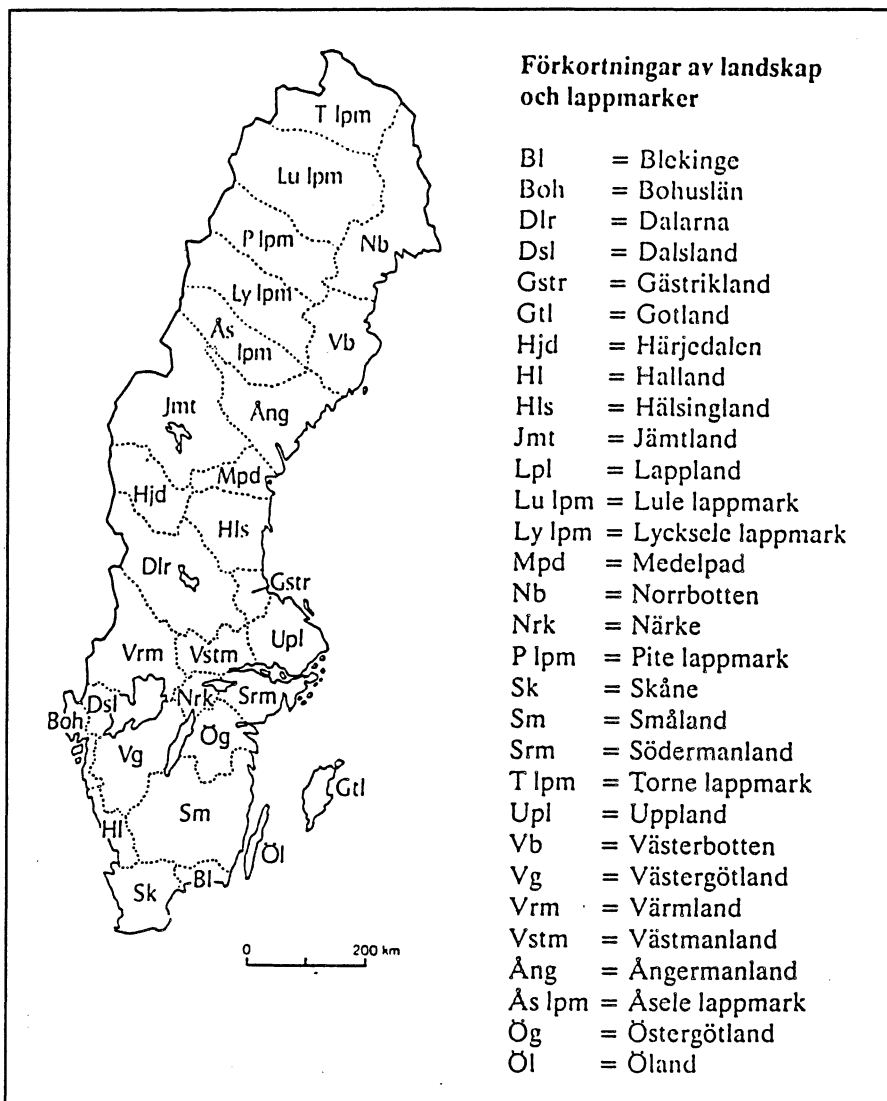 Förkortningar av landskap
och lappmarker
Bl = Blekinge
Boh = Bohuslän
Dlr = Dalarna
Dsl = Dalsland
Gstr = Gästrikland
Gtl = Gotland
Hjd = Härjedalen
Hl = Halland
Hls = Hälsingland
Jmt = Jämtland
Lpl = Lappland
Lu lpm = Lule lappmark
Ly lpm = Lycksele lappmark
Mpd = Medelpad
Nb = Norrbotten
Nrk = Närke
P lpm = Pite lappmark
Sk = Skåne
Sm = Småland
Srm = Södermanland
T lpm = Torne lappmark
Upl = Uppland
Vb = Västerbotten
Vg = Västergötland
Vrm = Värmland
Vstm = Västmanland
Ång = Ångermanland
Ås lpm = Åsele lappmark
Ög = Östergötland
Öl = Öland
T lpm
Lu lpm
P lpm
Nb
Ly lpm
Ås
lpm
Vb
Jmt
Ång
Mpd
Hjd
Hls
Dlr
Gstr
Vrm
Vstm
Upl
Boh
Dsl
Nrk
Srm
Vg
Ög
Gtl
Sm
Hl
Öl
Sk
Bl
0 200 km